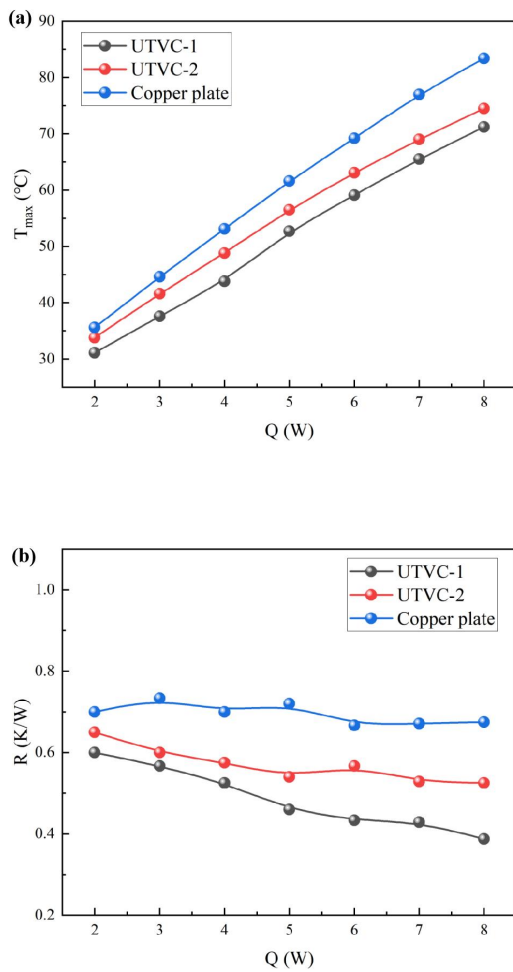 (a)
UTVC-1
UTVC-2
Copper plate
T_max (℃)
90
80
70
60
50
40
30
2 3 4 5 6 7 8
Q (W)
(b)
UTVC-1
UTVC-2
Copper plate
R (K/W)
1.0
0.8
0.6
0.4
0.2
2 3 4 5 6 7 8
Q (W)